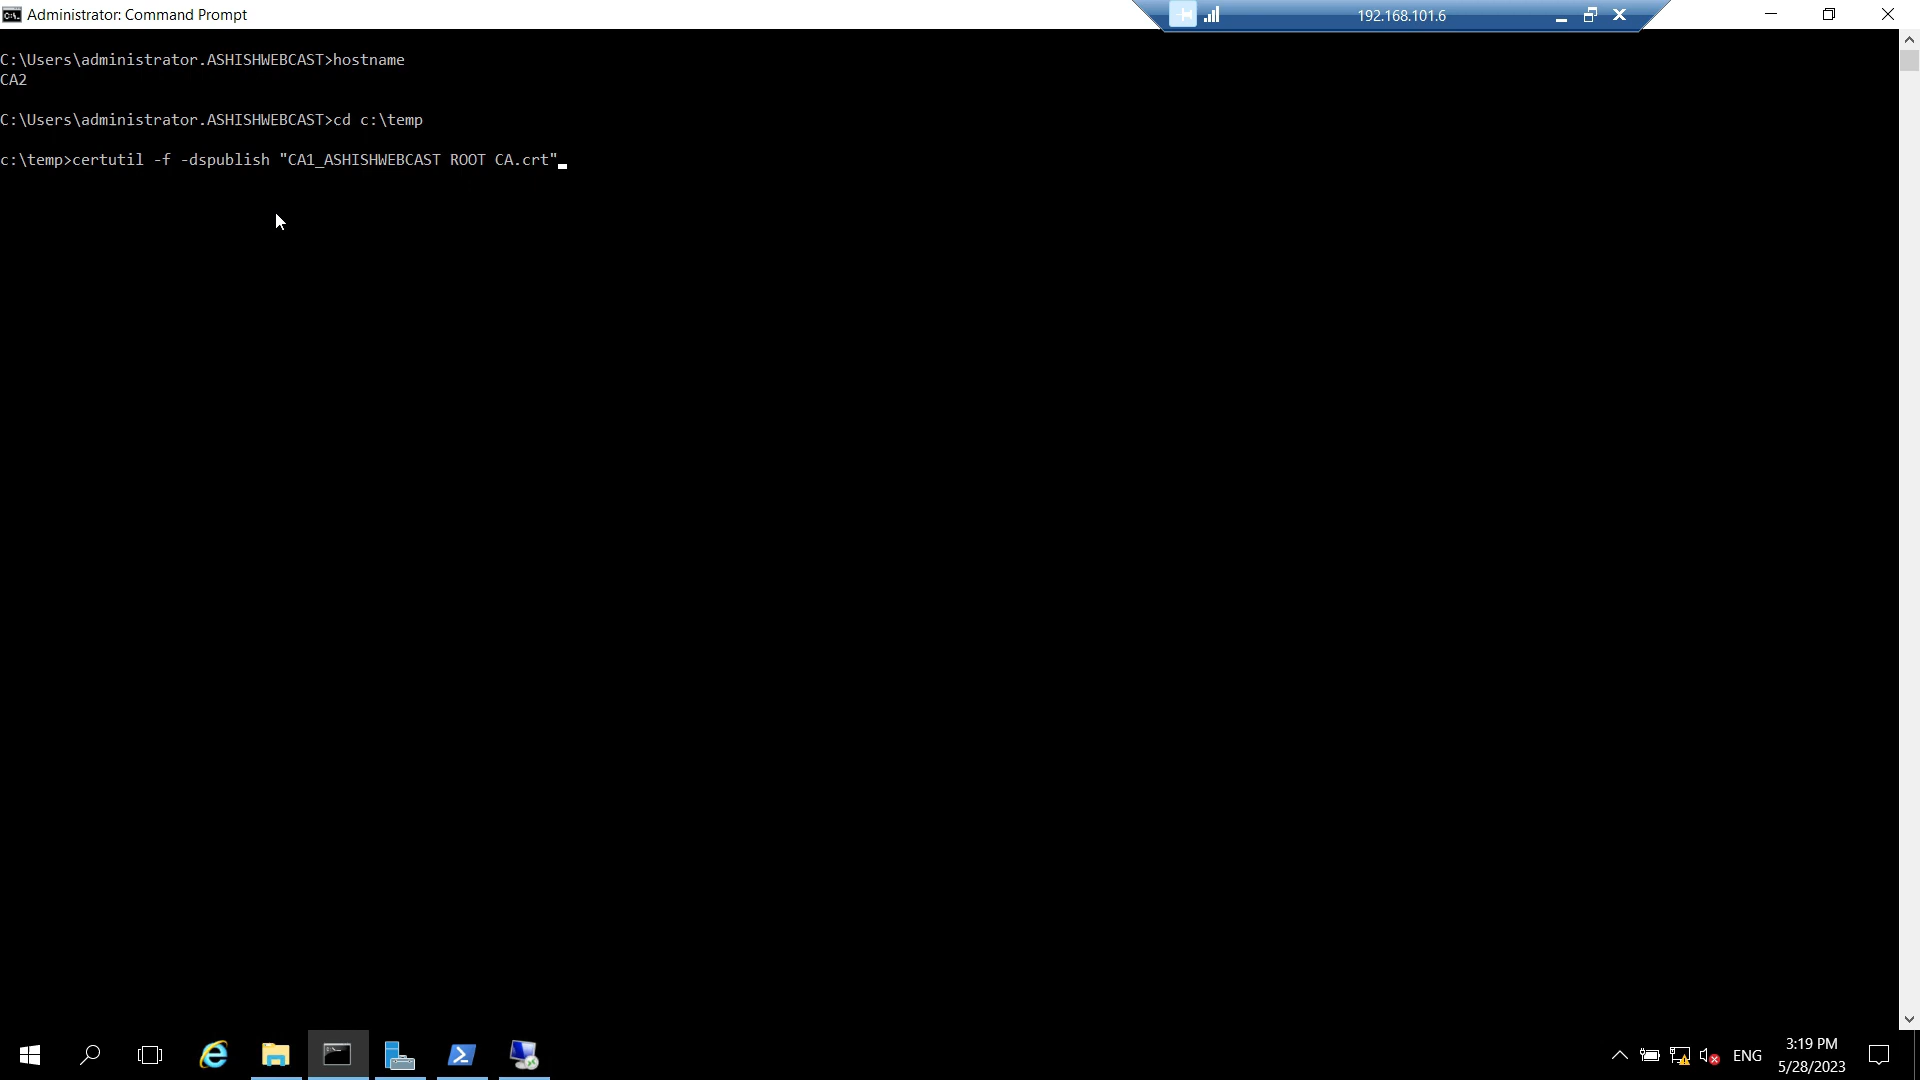 Administrator: Command Prompt
192.168.101.6
C:\Users\administrator.ASHISHWEBCAST>hostname
CA2
C:\Users\administrator.ASHISHWEBCAST>cd c:\temp
c:\temp>certutil -f -dspublish "CA1_ASHISHWEBCAST ROOT CA.crt"
ENG
3:19 PM
5/28/2023